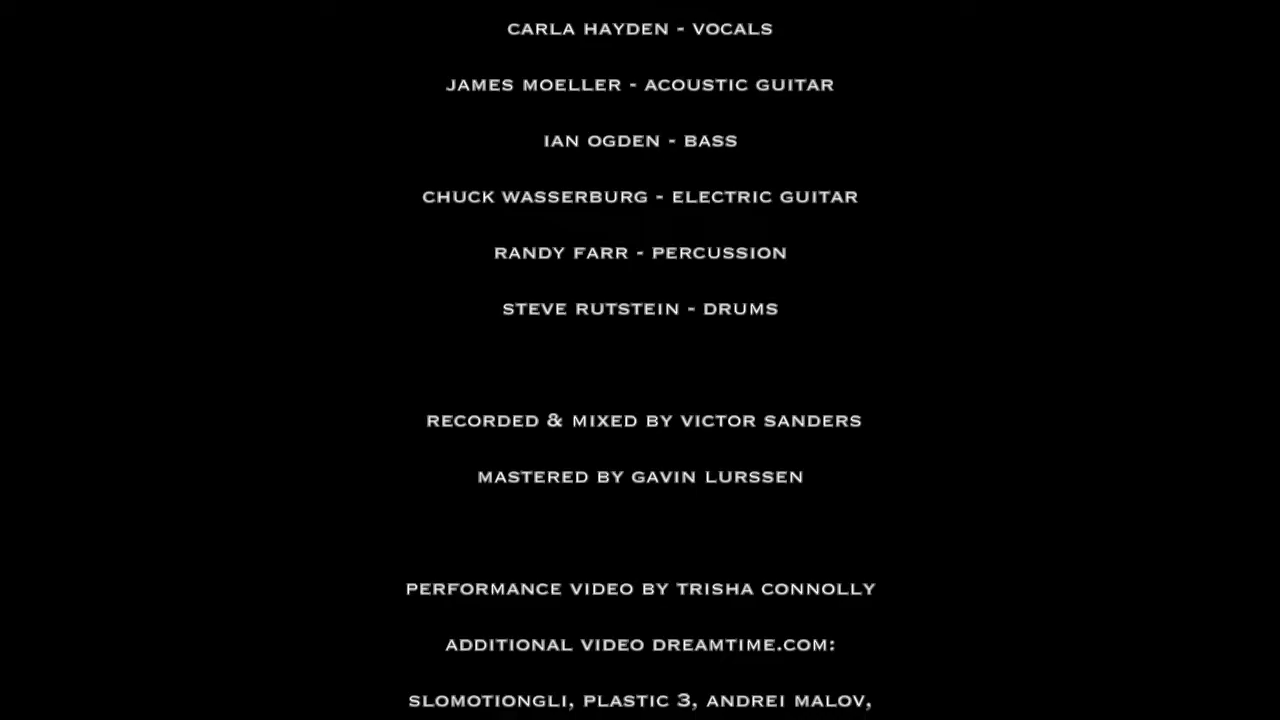 CARLA HAYDEN - VOCALS
JAMES MOELLER - ACOUSTIC GUITAR
IAN OGDEN - BASS
CHUCK WASSERBURG - ELECTRIC GUITAR
RANDY FARR - PERCUSSION
STEVE RUTSTEIN - DRUMS
RECORDED & MIXED BY VICTOR SANDERS
MASTERED BY GAVIN LURSSEN
PERFORMANCE VIDEO BY TRISHA CONNOLLY
ADDITIONAL VIDEO DREAMTIME.COM:
SLOMOTIONGLI, PLASTIC 3, ANDREI MALOV,